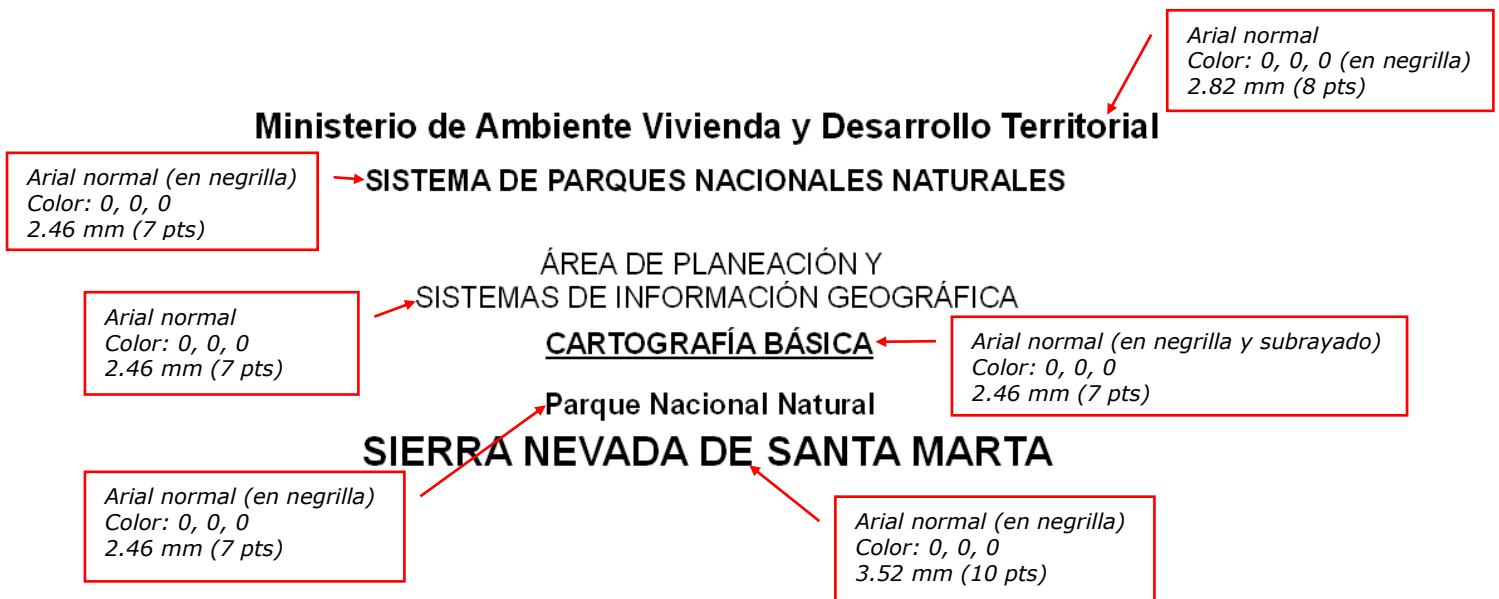 Arial normal
Color: 0, 0, 0 (en negrilla)
2.82 mm (8 pts)
Ministerio de Ambiente Vivienda y Desarrollo Territorial
Arial normal (en negrilla)
Color: 0, 0, 0
2.46 mm (7 pts)
SISTEMA DE PARQUES NACIONALES NATURALES
ÁREA DE PLANEACIÓN Y
SISTEMAS DE INFORMACIÓN GEOGRÁFICA
Arial normal
Color: 0, 0, 0
2.46 mm (7 pts)
CARTOGRAFÍA BÁSICA
Arial normal (en negrilla y subrayado)
Color: 0, 0, 0
2.46 mm (7 pts)
Parque Nacional Natural
SIERRA NEVADA DE SANTA MARTA
Arial normal (en negrilla)
Color: 0, 0, 0
2.46 mm (7 pts)
Arial normal (en negrilla)
Color: 0, 0, 0
3.52 mm (10 pts)